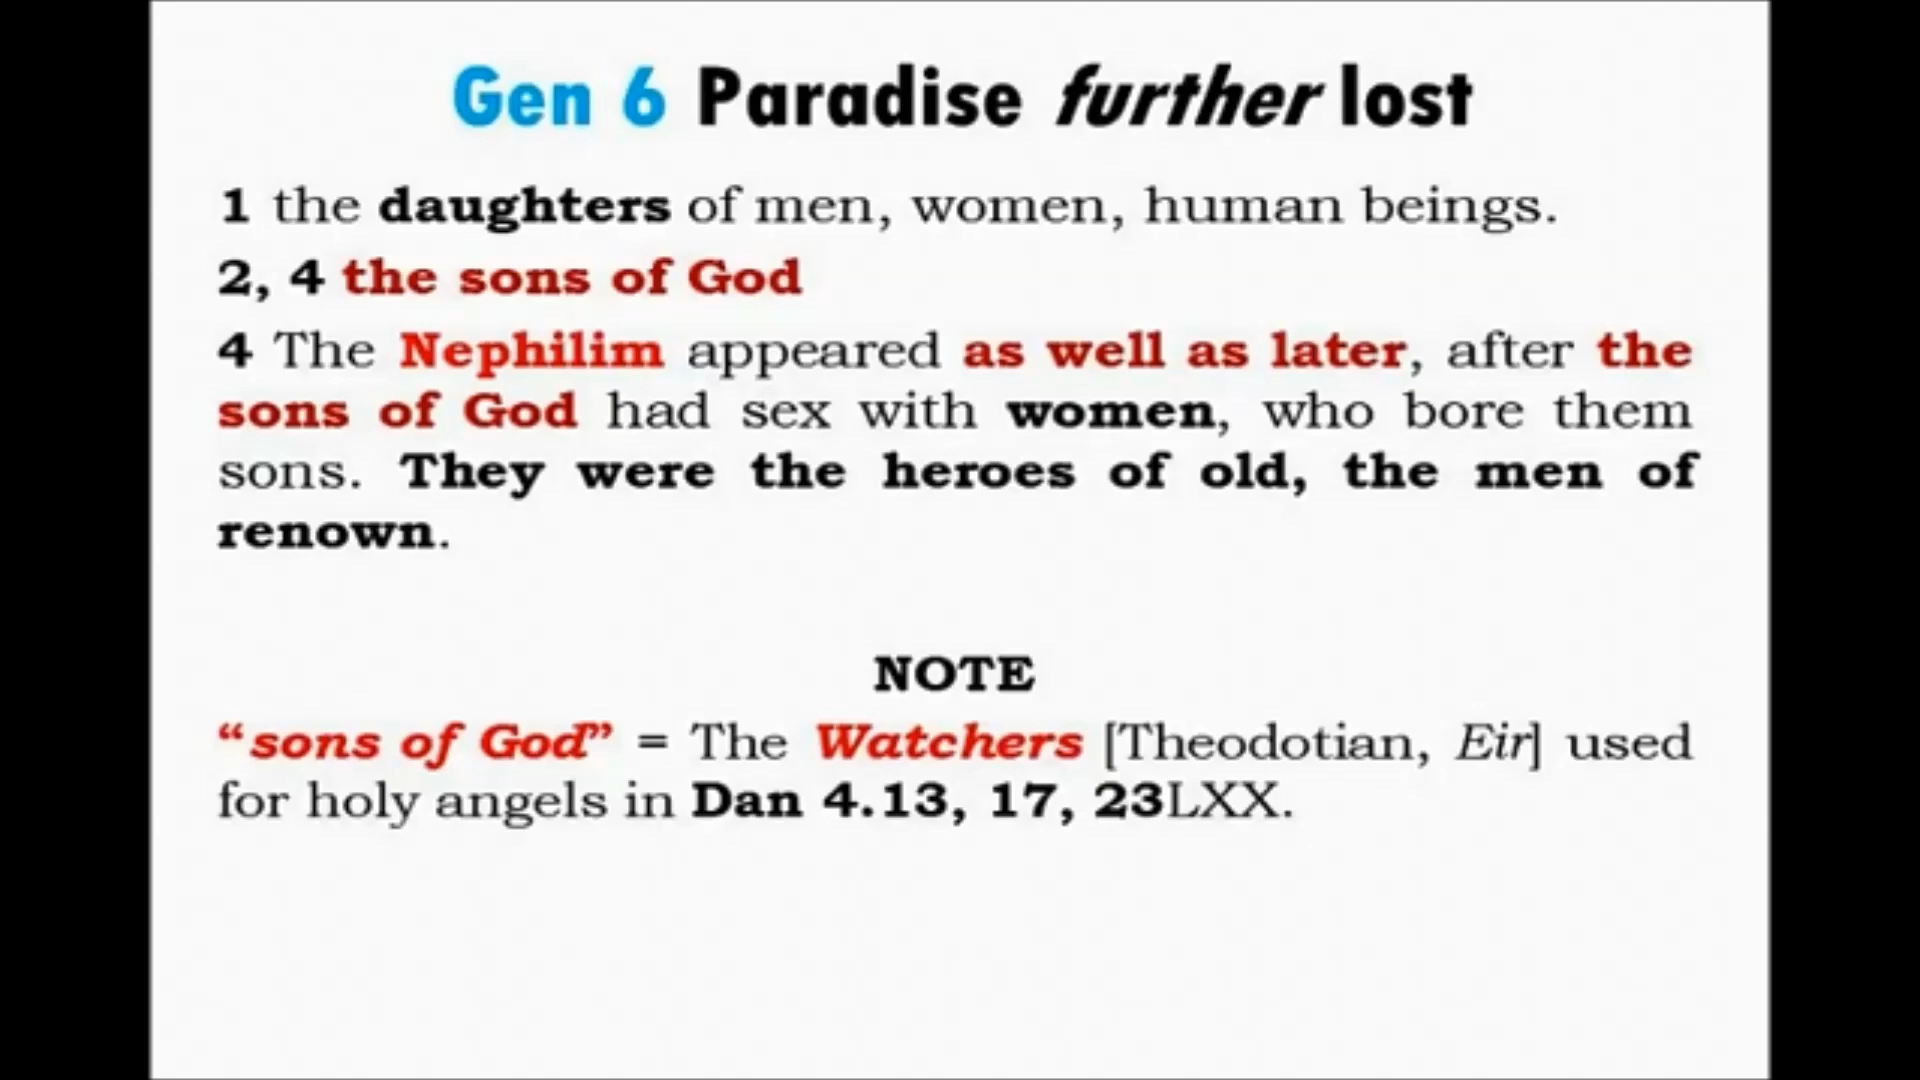 Gen 6 Paradise further lost
1 the daughters of men, women, human beings.
2, 4 the sons of God
4 The Nephilim appeared as well as later, after the
sons of God had sex with women, who bore them
sons. They were the heroes of old, the men of
renown.
NOTE
“sons of God” = The Watchers [Theodotian, Eir] used
for holy angels in Dan 4.13, 17, 23LXX.